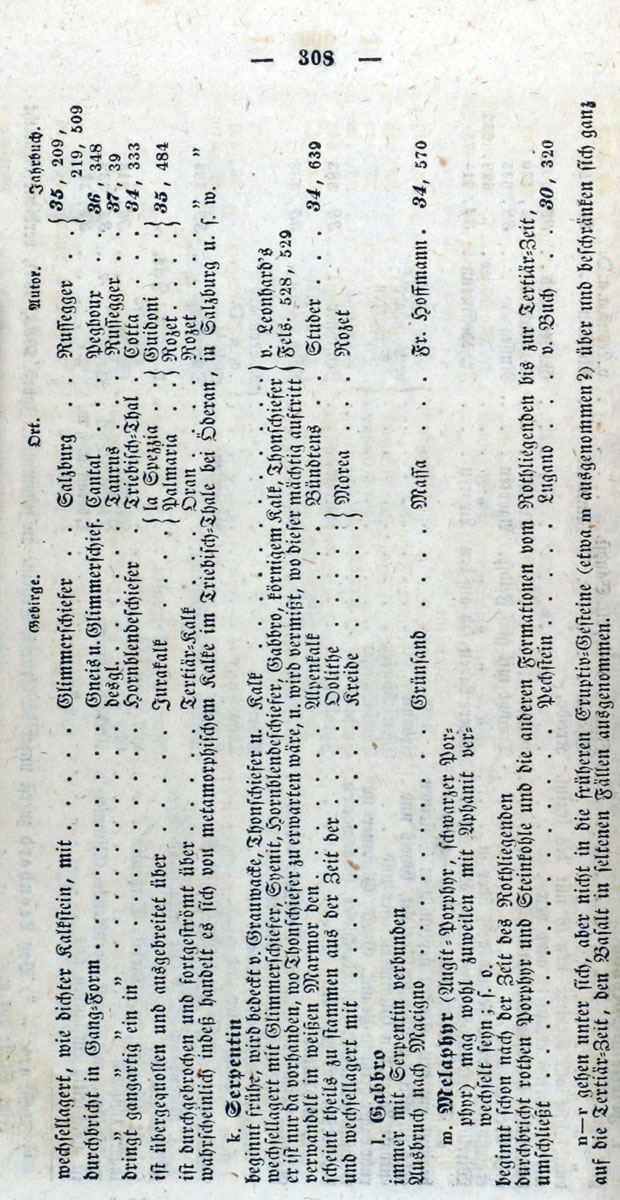 — 308 —
Gebirge. Ort. Autor. Jahrbuch.
wechsellagert, wie dichter Kalkstein, mit . . . . . Glimmerschiefer . . Salzburg . . . Russegger . . } 35, 209,
219, 509
durchbricht in Gang-Form . . . . . . . . . Gneis u. Glimmerschief. Cantal . . . . Peghour . . . 36, 348
" " " . . . . . . . . . desgl. . . . . Taurus . . . . Russegger . . . 37, 39
dringt gangartig ein in . . . . . . . . . Hornblendeschiefer . . Triebisch-Thal . Cotta . . . . 34, 333
ist übergequollen und ausgebreitet über . . . . . Jurakalk . . . . { la Spezzia . . } Guidoni . . . } 35, 484
{ Palmaria . . } Rozet . . . }
ist durchgebrochen und fortgeströmt über . . . . Tertiär-Kalk . . . Oran . . . . . Rozet . . . . "
wahrscheinlich indeß handelt es sich von metamorphischem Kalke im Triebisch-Thale bei Öderan, in Salzburg u. s. w.
k. Serpentin
beginnt früh, wird bedeckt v. Grauwacke, Thonschiefer u. Kalk . . . . . . . } v. Leonhard's
wechsellagert mit Glimmerschiefer, Syenit, Hornblendeschiefer, Gabbro, körnigem Kalk, Thonschiefer } Fels. 528, 529
er ist nur da vorhanden, wo Thonschiefer zu erwarten wäre, u. wird vermißt, wo dieser mächtig auftritt
verwandelt in weißen Marmor den . . . . . . . Alpenkalk . . . . Bündtens . . . Studer . . . . 34, 639
scheint theils zu stammen aus der Zeit der . . . . Oolithe . . . . } Morea . . . . Rozet
und wechsellagert mit . . . . . . . . . . Kreide . . . . }
l. Gabbro
immer mit Serpentin verbunden
Ausbruch nach Macigno . . . . . . . . . Grünsand . . . . Massa . . . . Fr. Hoffmann . 34, 570
m. Melaphyr (Augit-Porphyr, schwarzer Por-
phyr) mag wohl zuweilen mit Aphanit ver-
wechselt seyn; s. o.
beginnt schon nach der Zeit des Rothliegenden
durchbricht rothen Porphyr und Steinkohle und die anderen Formationen vom Rothliegenden bis zur Tertiär-Zeit,
umschließt . . . . . . . . . . . . . Pechstein . . . . Lugano . . . . v. Buch . . . 30, 320
n—r gehen unter sich, aber nicht in die früheren Eruptiv-Gesteine (etwa m ausgenommen?) über und beschränken sich ganz
auf die Tertiär-Zeit, den Basalt in seltenen Fällen ausgenommen.